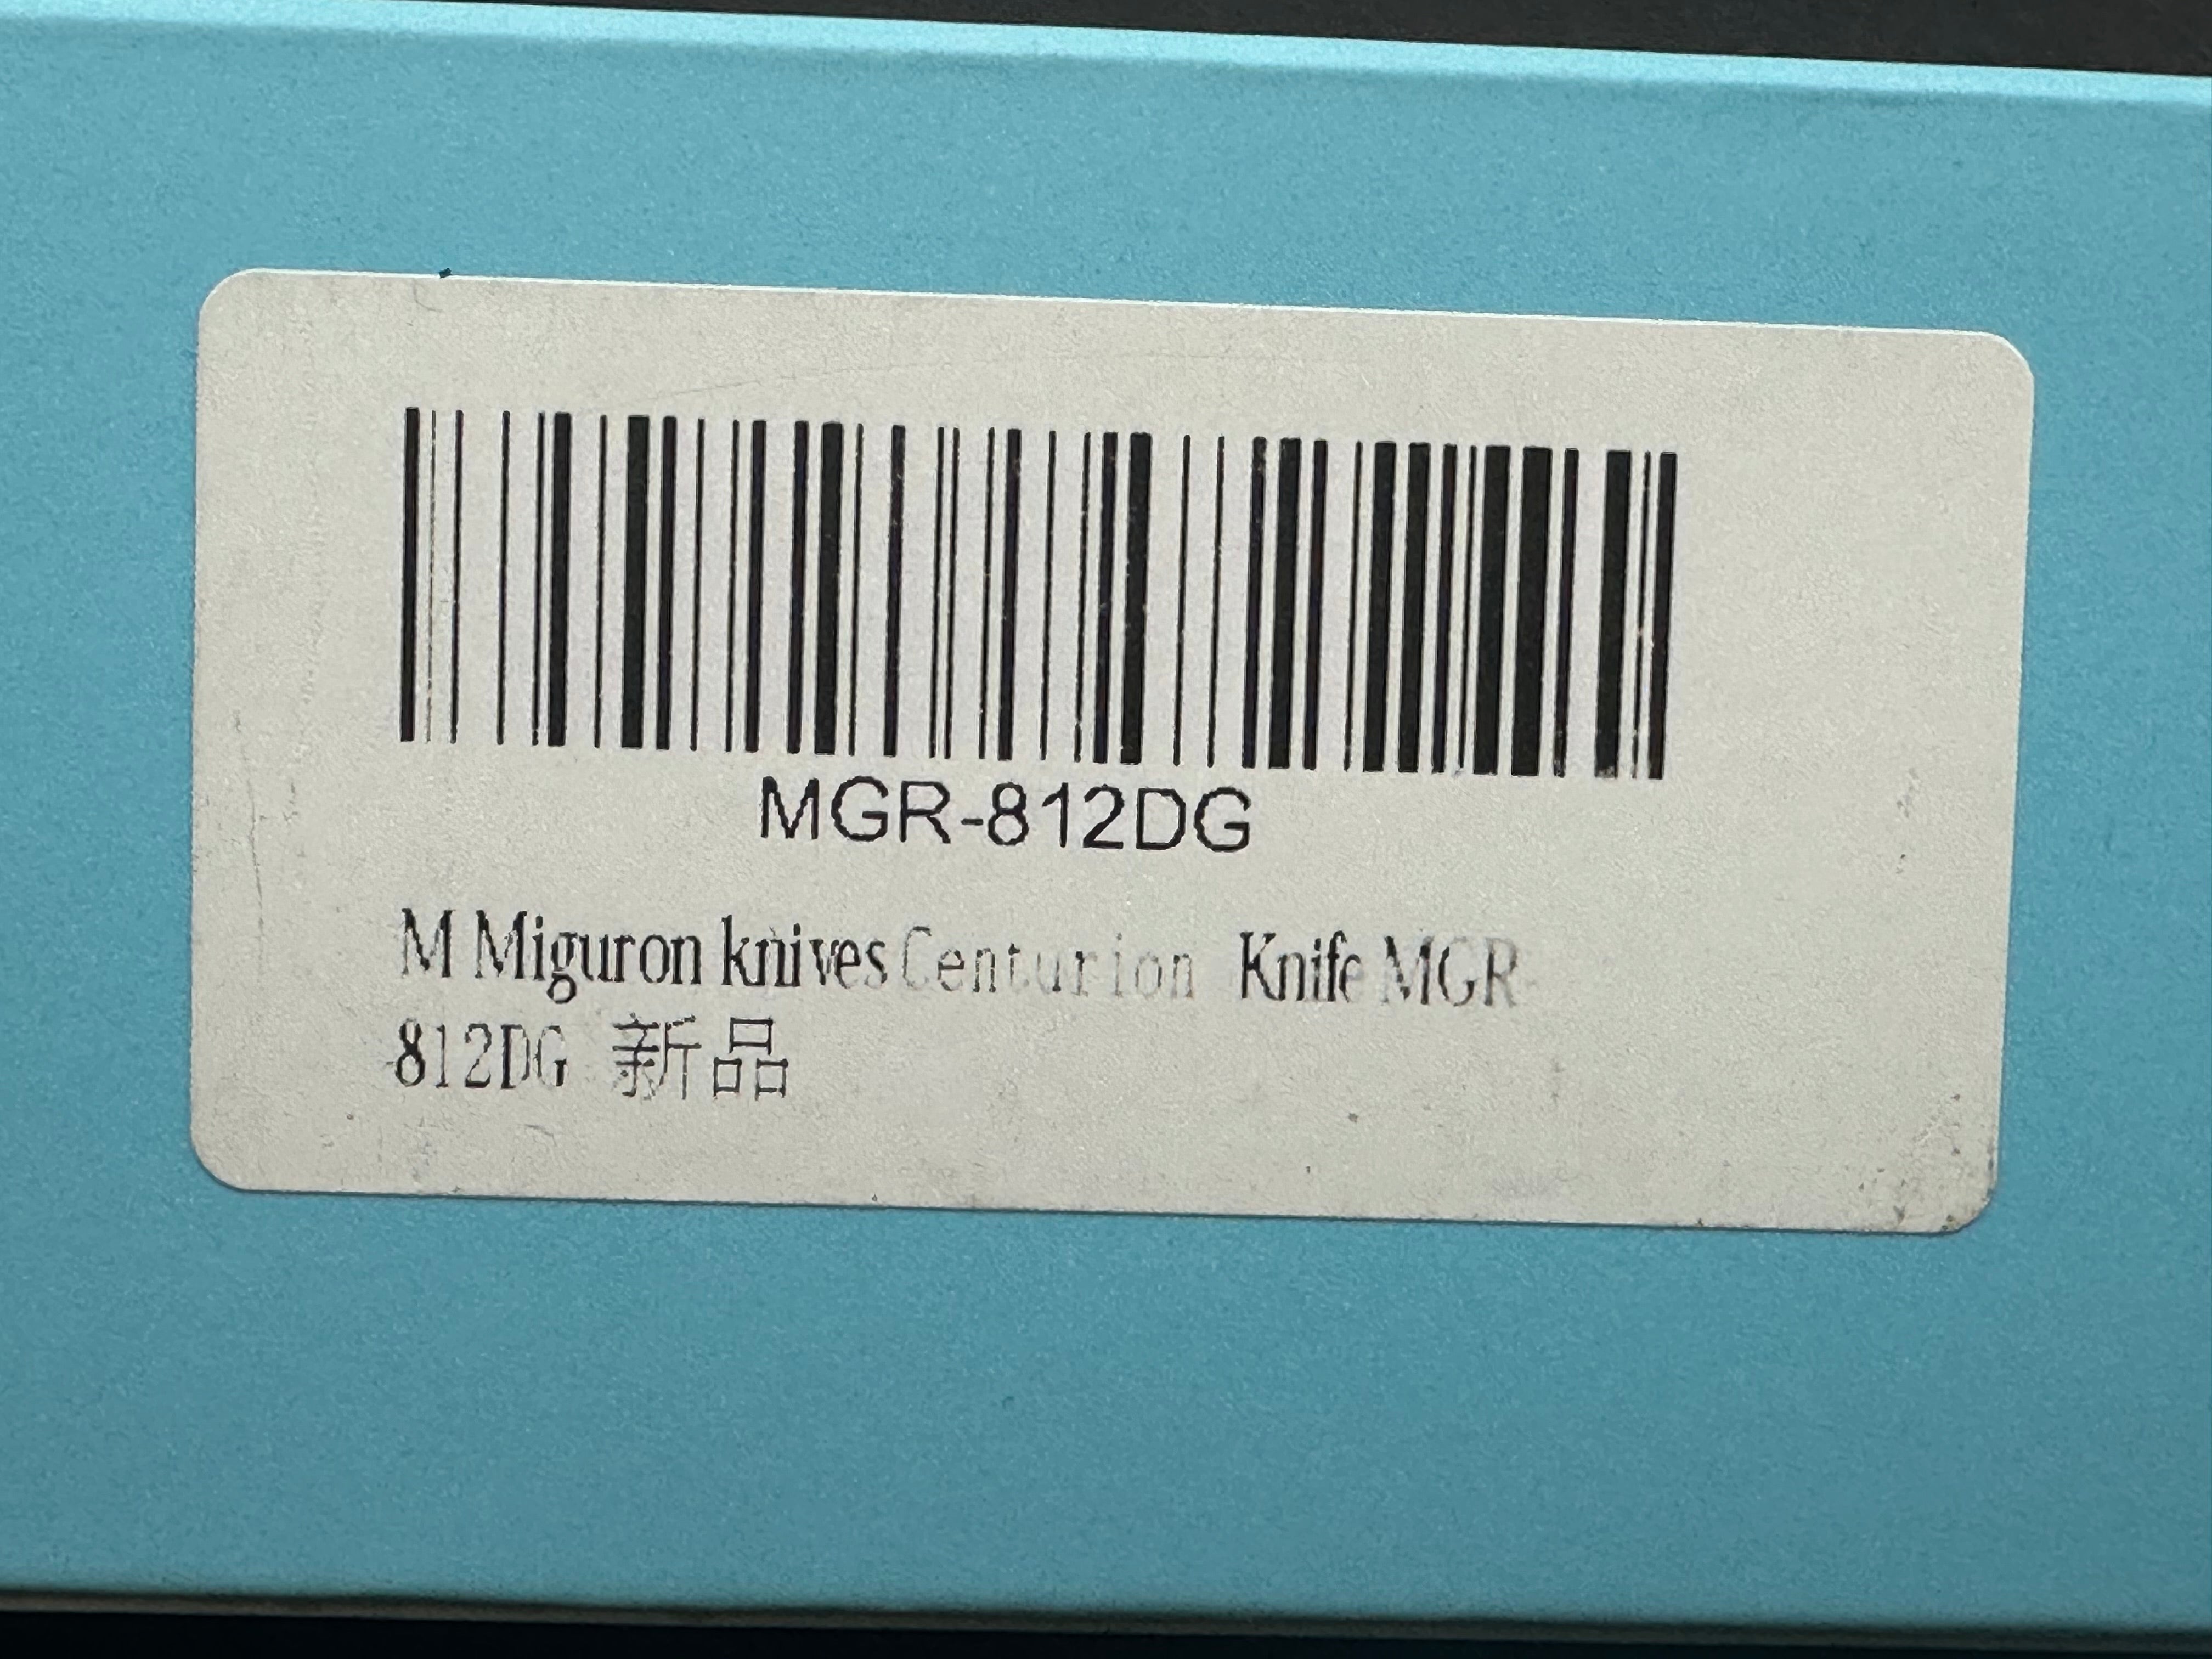 MGR-812DG
M Miguron knives Centurion Knife MGR
-812DG 新品